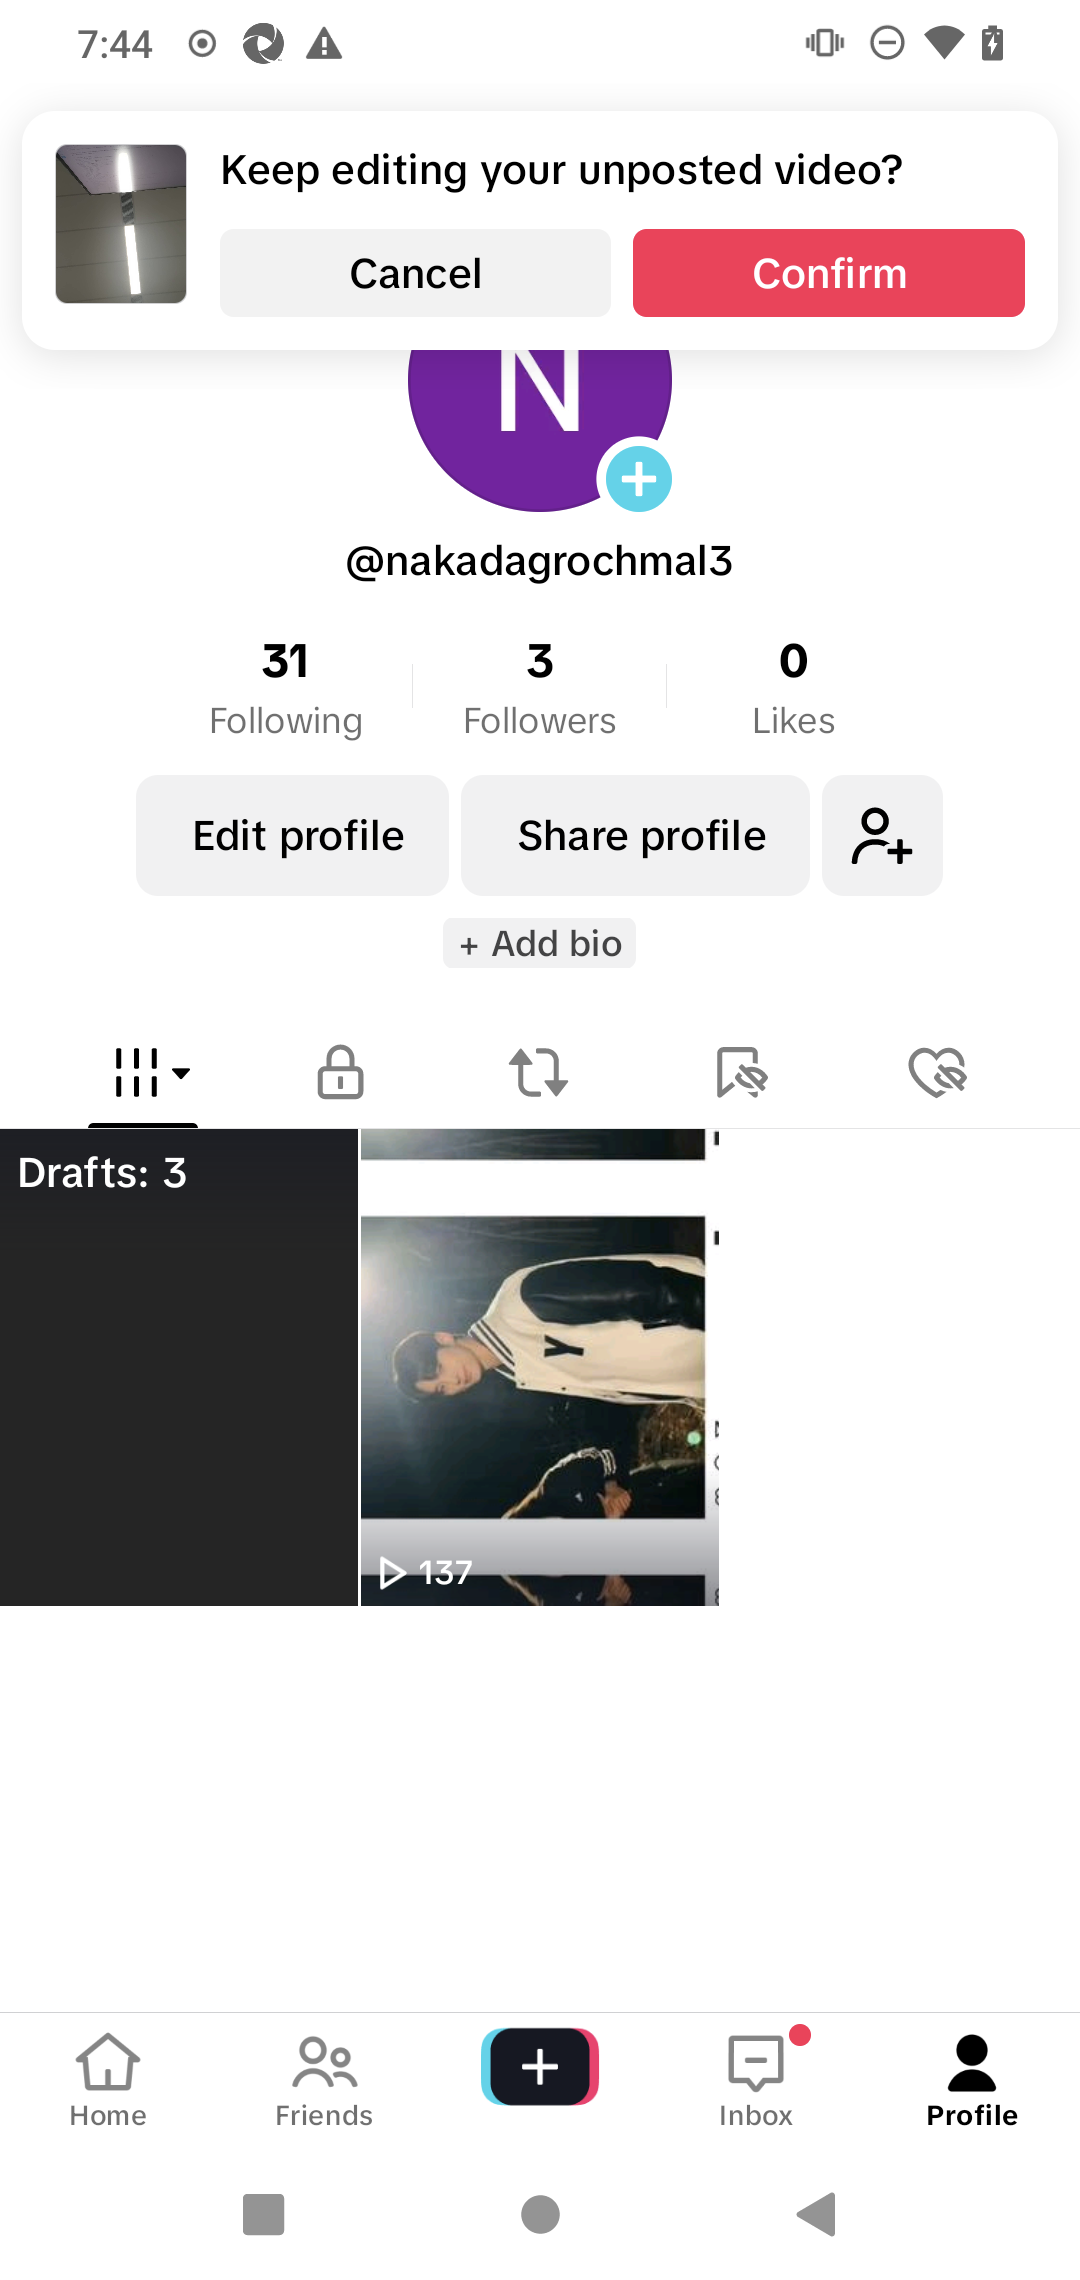 7:44
Keep editing your unposted video?
Cancel
Confirm
N
@nakadagrochmal3
31
Following
3
Followers
0
Likes
Edit profile
Share profile
+ Add bio
Drafts: 3
Y
137
Home
Friends
Inbox
Profile